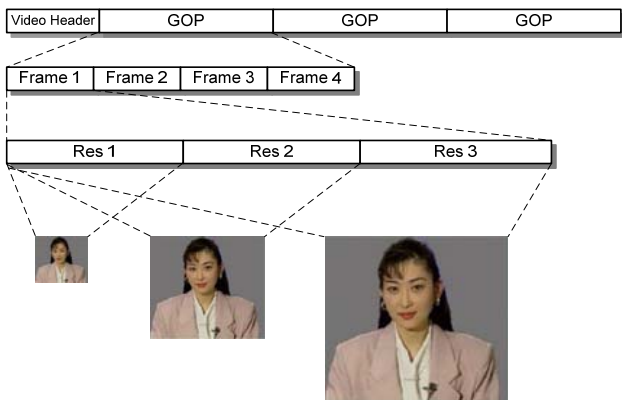 Video Header GOP GOP GOP
Frame 1 Frame 2 Frame 3 Frame 4
Res 1 Res 2 Res 3